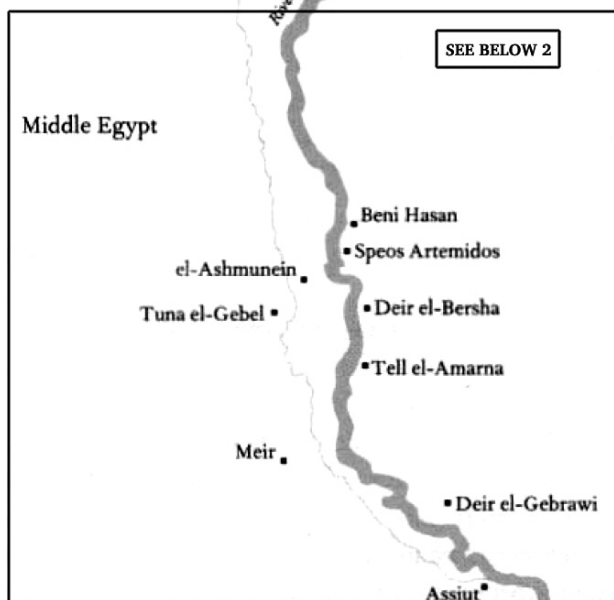 Rive
SEE BELOW 2
Middle Egypt
Beni Hasan
Speos Artemidos
el-Ashmunein
Deir el-Bersha
Tuna el-Gebel
Tell el-Amarna
Meir
Deir el-Gebrawi
Assiut